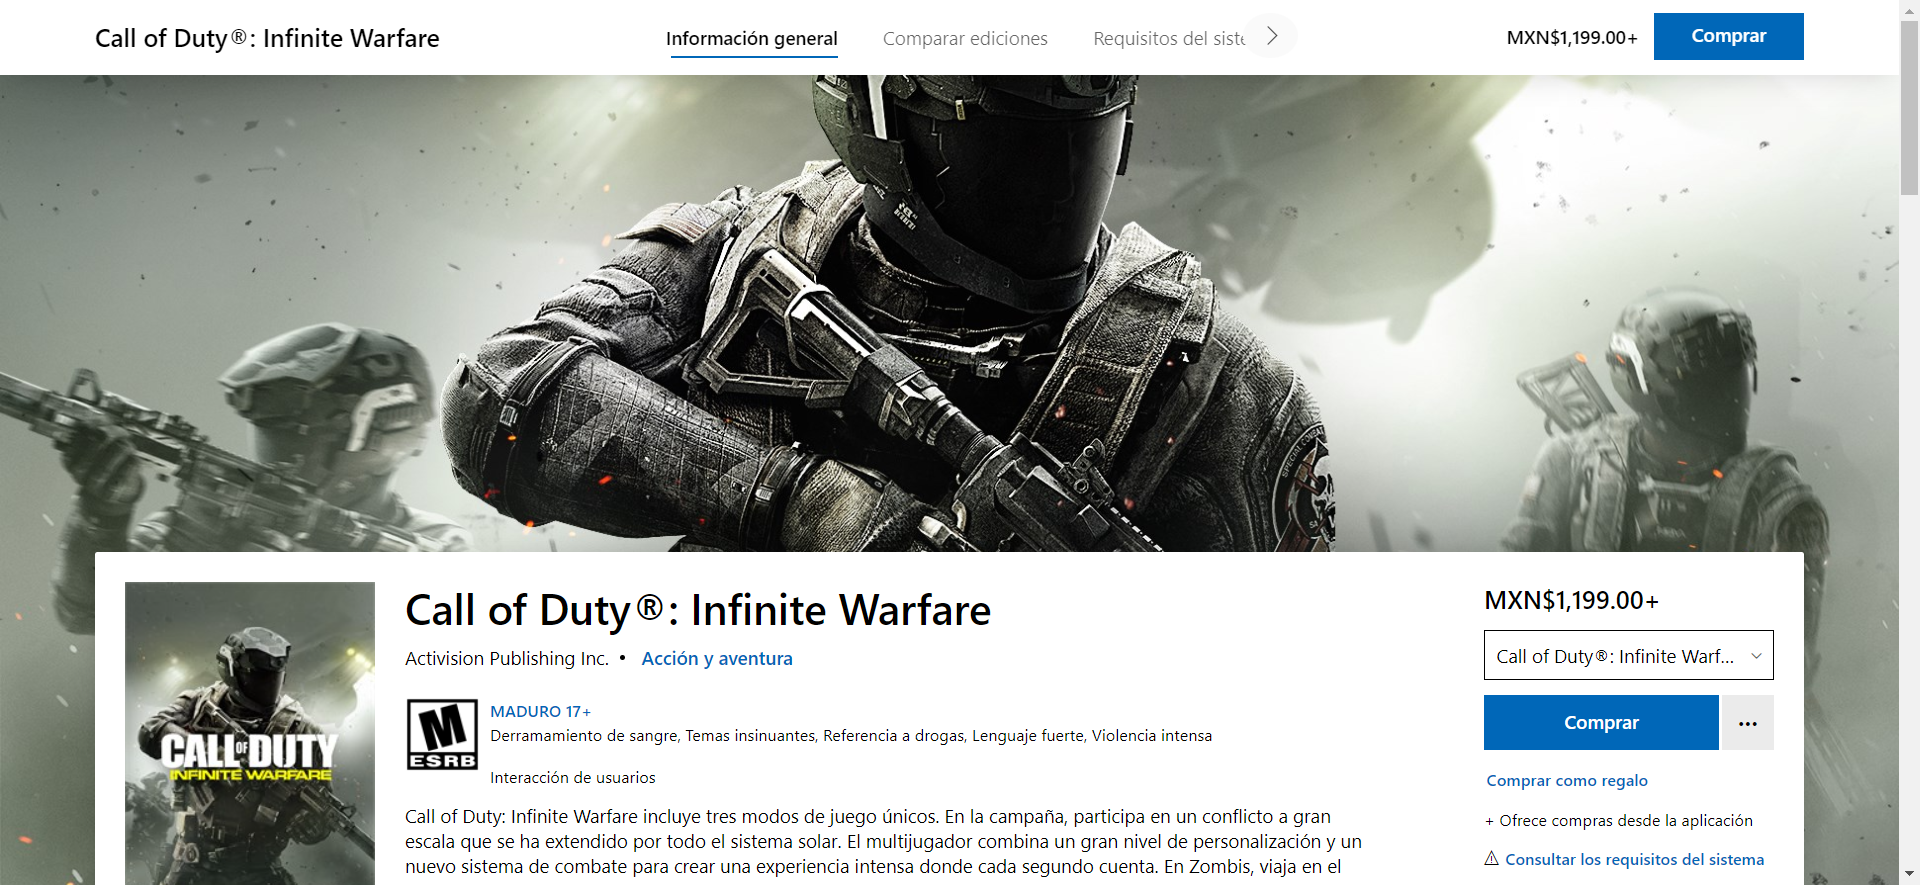 Call of Duty®: Infinite Warfare
Información general
Comparar ediciones
Requisitos del siste
MXN$1,199.00+
Comprar
SPECIAL COMBAT
CALL OF DUTY
INFINITE WARFARE
Call of Duty®: Infinite Warfare
Activision Publishing Inc. • Acción y aventura
M
ESRB
MADURO 17+
Derramamiento de sangre, Temas insinuantes, Referencia a drogas, Lenguaje fuerte, Violencia intensa
Interacción de usuarios
Call of Duty: Infinite Warfare incluye tres modos de juego únicos. En la campaña, participa en un conflicto a gran
escala que se ha extendido por todo el sistema solar. El multijugador combina un gran nivel de personalización y un
nuevo sistema de combate para crear una experiencia intensa donde cada segundo cuenta. En Zombis, viaja en el
MXN$1,199.00+
Call of Duty®: Infinite Warf...
Comprar
Comprar como regalo
+ Ofrece compras desde la aplicación
Consultar los requisitos del sistema